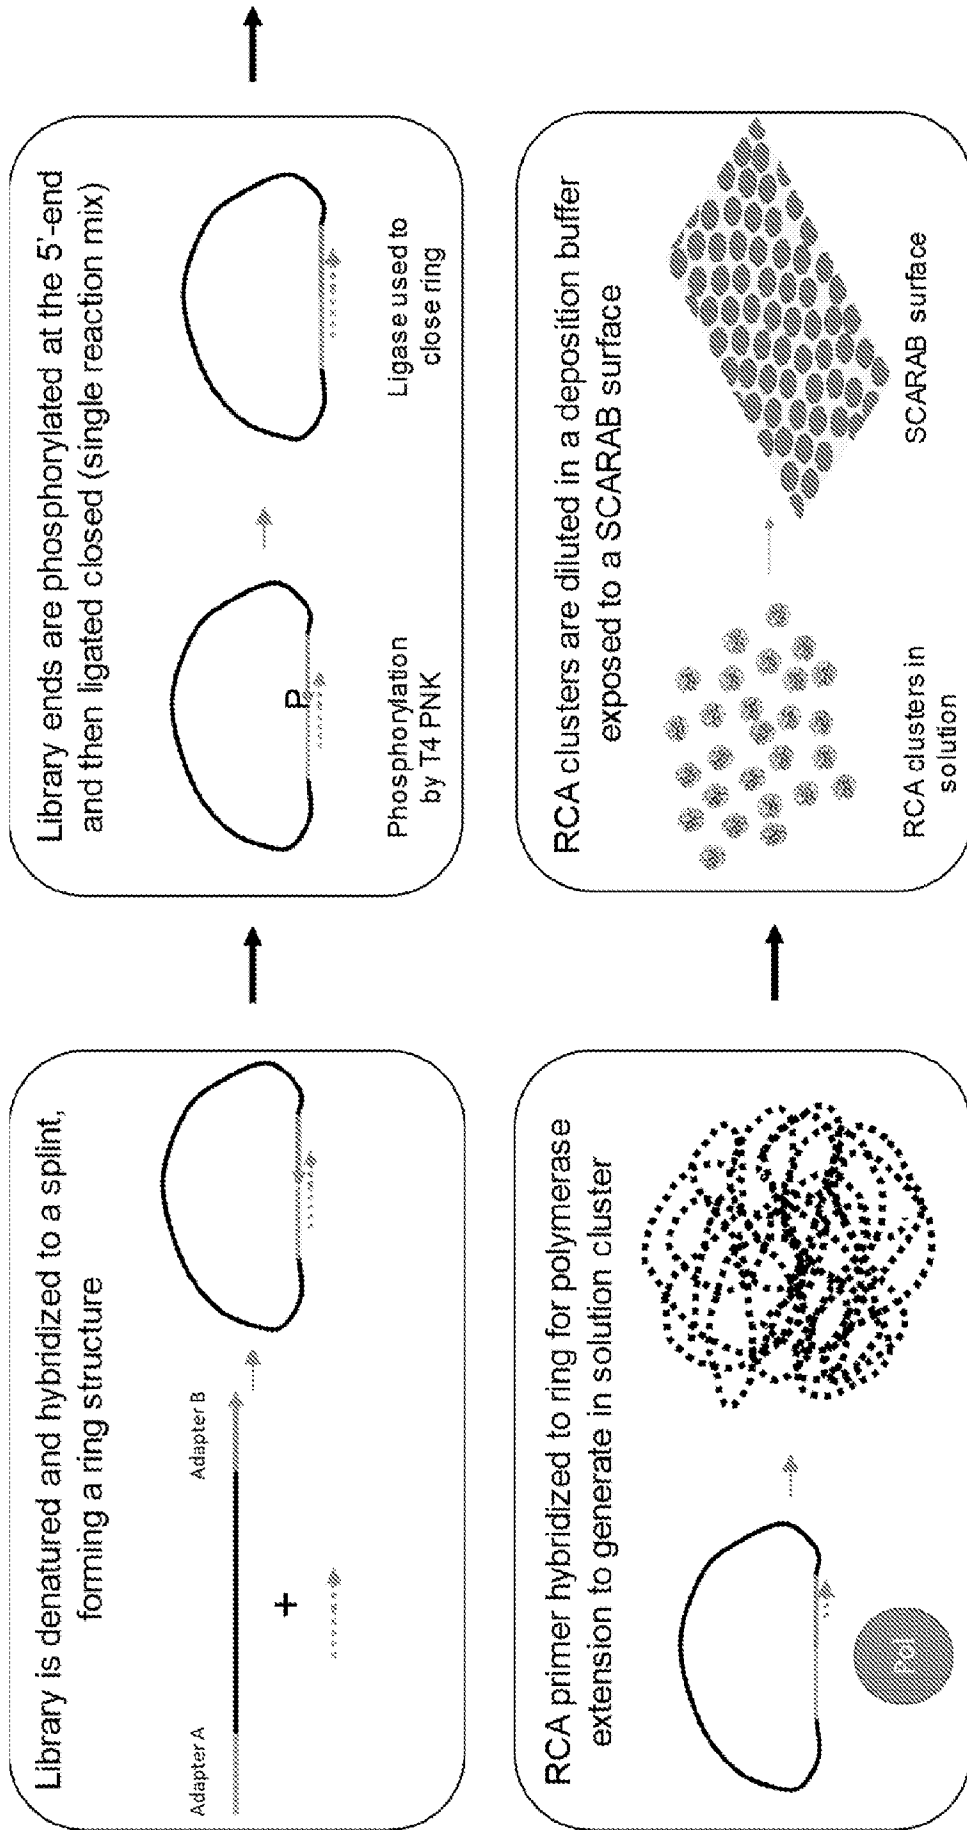 Library is denatured and hybridized to a splint,
forming a ring structure
Adapter A
Adapter B
+
Library ends are phosphorylated at the 5'-end
and then ligated closed (single reaction mix)
P
Phosphorylation
by T4 PNK
Ligase used to
close ring
RCA primer hybridized to ring for polymerase
extension to generate in solution cluster
Pol
RCA clusters are diluted in a deposition buffer
exposed to a SCARAB surface
RCA clusters in
solution
SCARAB surface